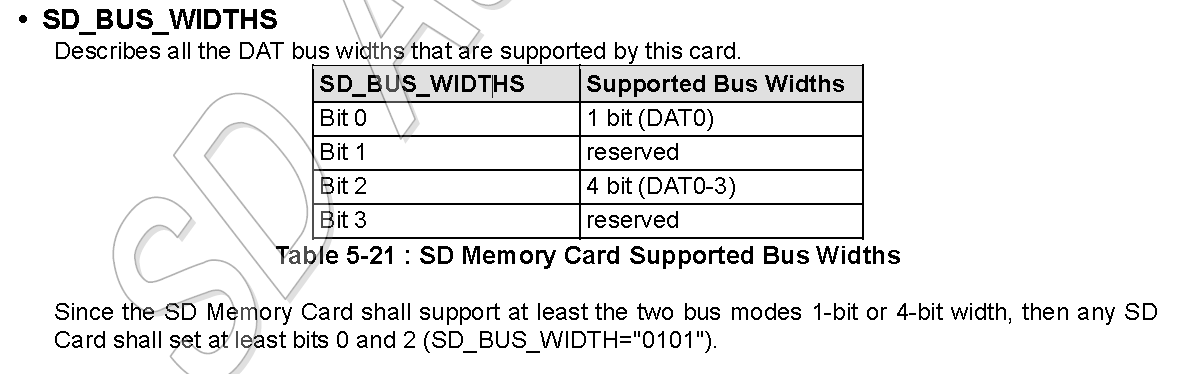 • SD_BUS_WIDTHS
Describes all the DAT bus widths that are supported by this card.
SD_BUS_WIDTHS Supported Bus Widths
Bit 0 1 bit (DAT0)
Bit 1 reserved
Bit 2 4 bit (DAT0-3)
Bit 3 reserved
Table 5-21 : SD Memory Card Supported Bus Widths
Since the SD Memory Card shall support at least the two bus modes 1-bit or 4-bit width, then any SD
Card shall set at least bits 0 and 2 (SD_BUS_WIDTH="0101").
SD